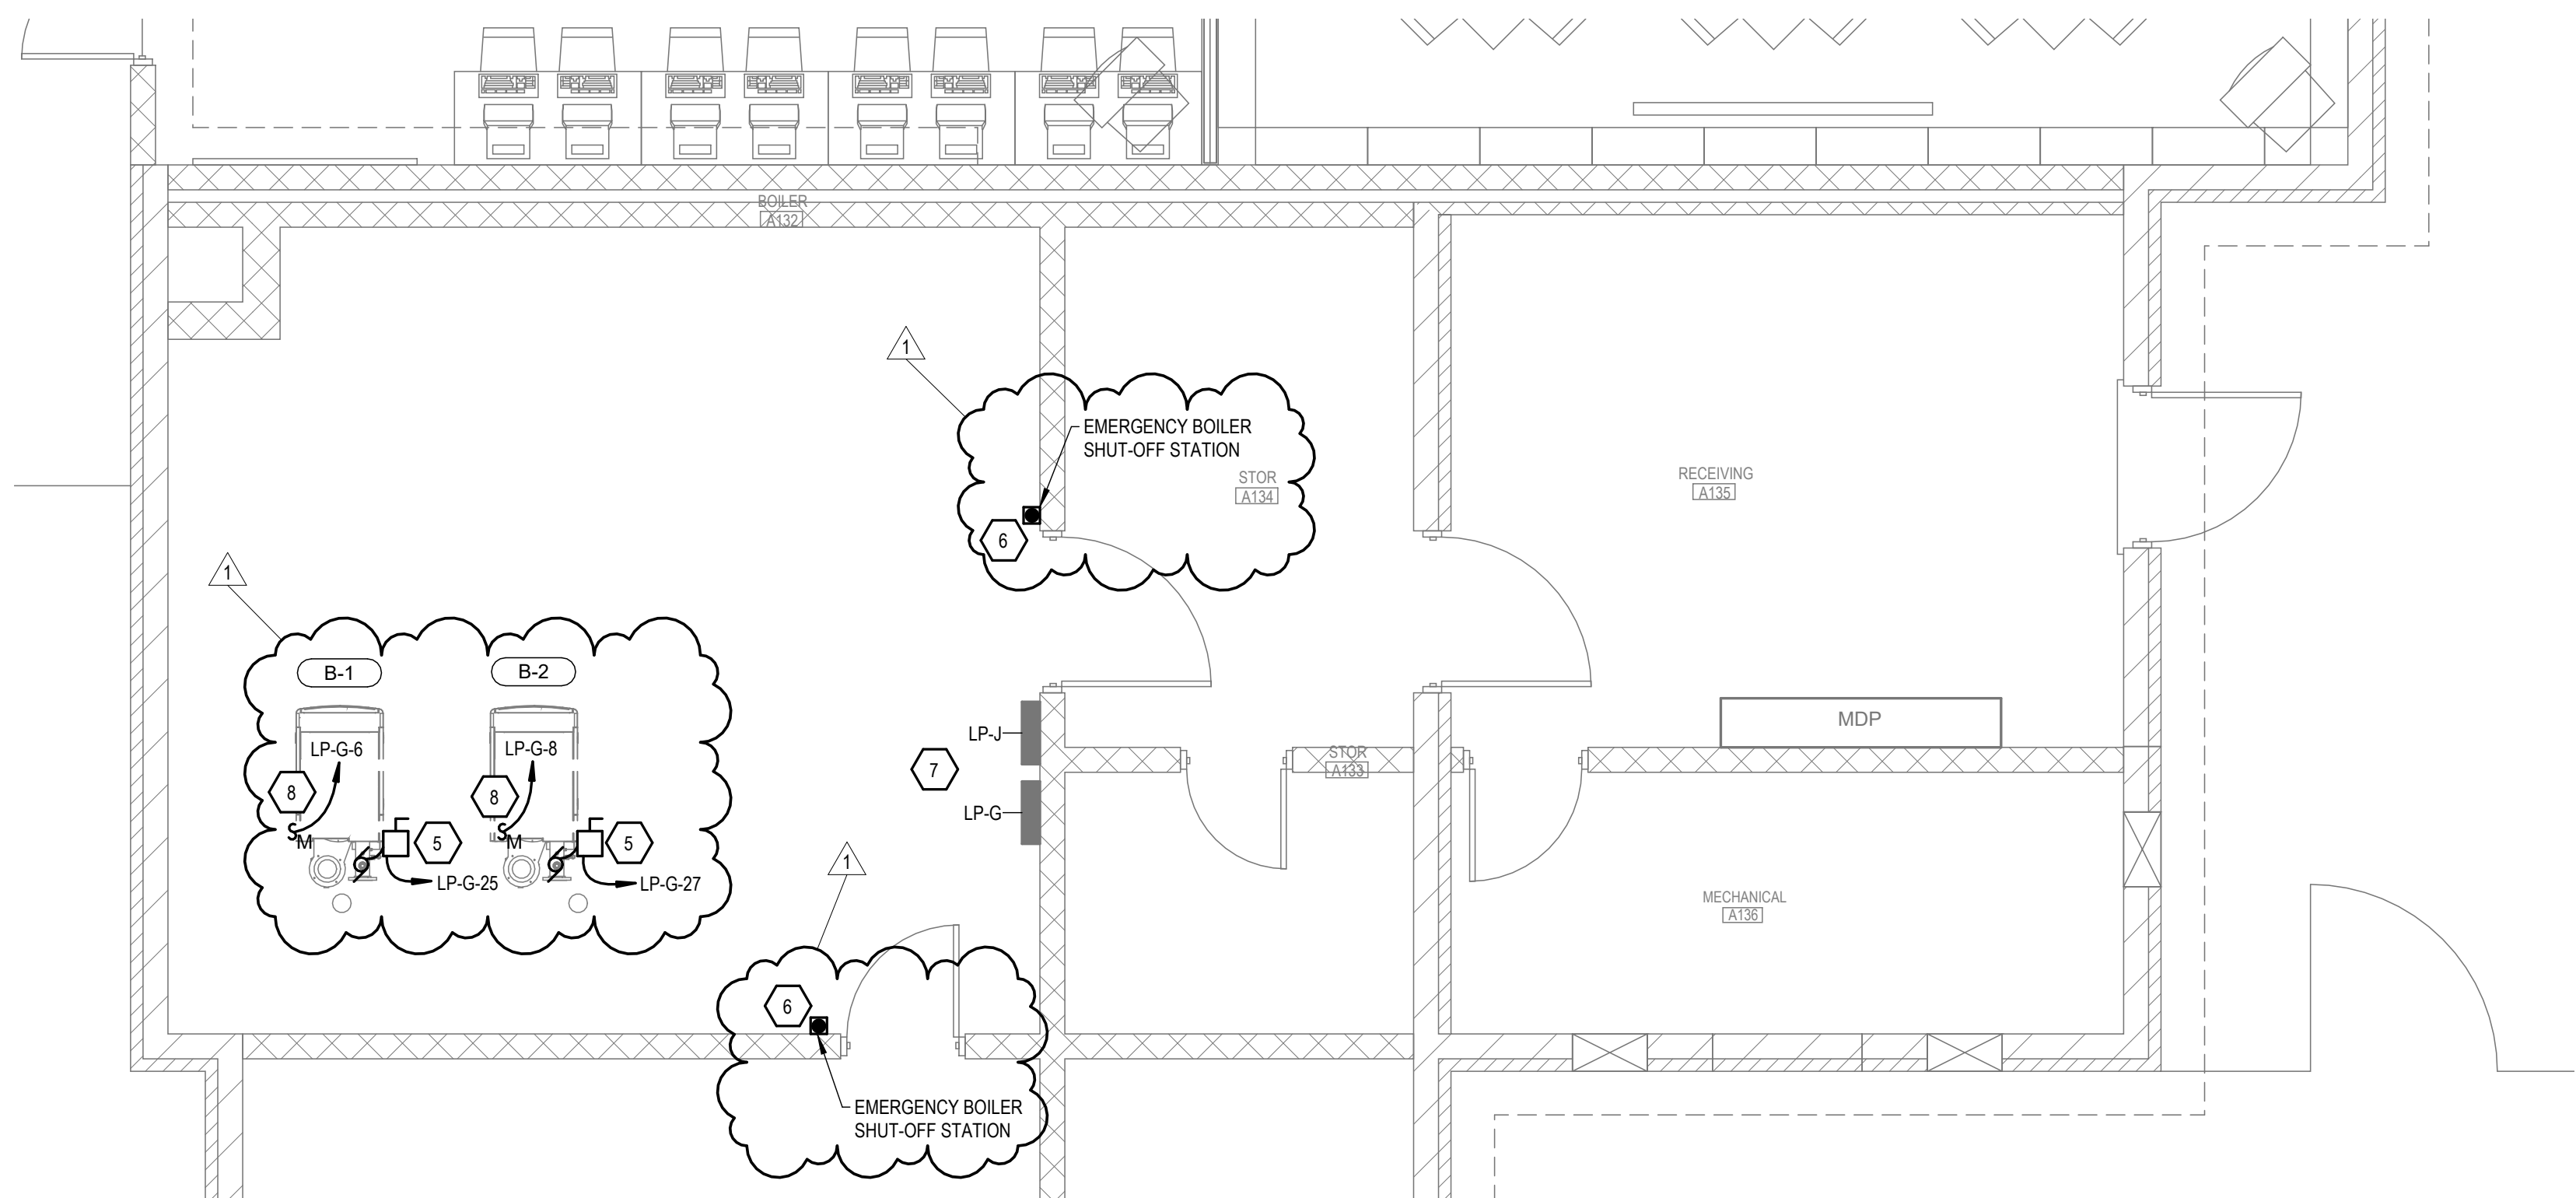 BOILER
A132
1
EMERGENCY BOILER
SHUT-OFF STATION
STOR
A134
6
RECEIVING
A135
1
B-1
B-2
LP-G-6
LP-G-8
8
8
S
M
S
M
5
5
LP-G-25
LP-G-27
LP-J
7
LP-G
MDP
STOR
A133
1
MECHANICAL
A136
6
EMERGENCY BOILER
SHUT-OFF STATION